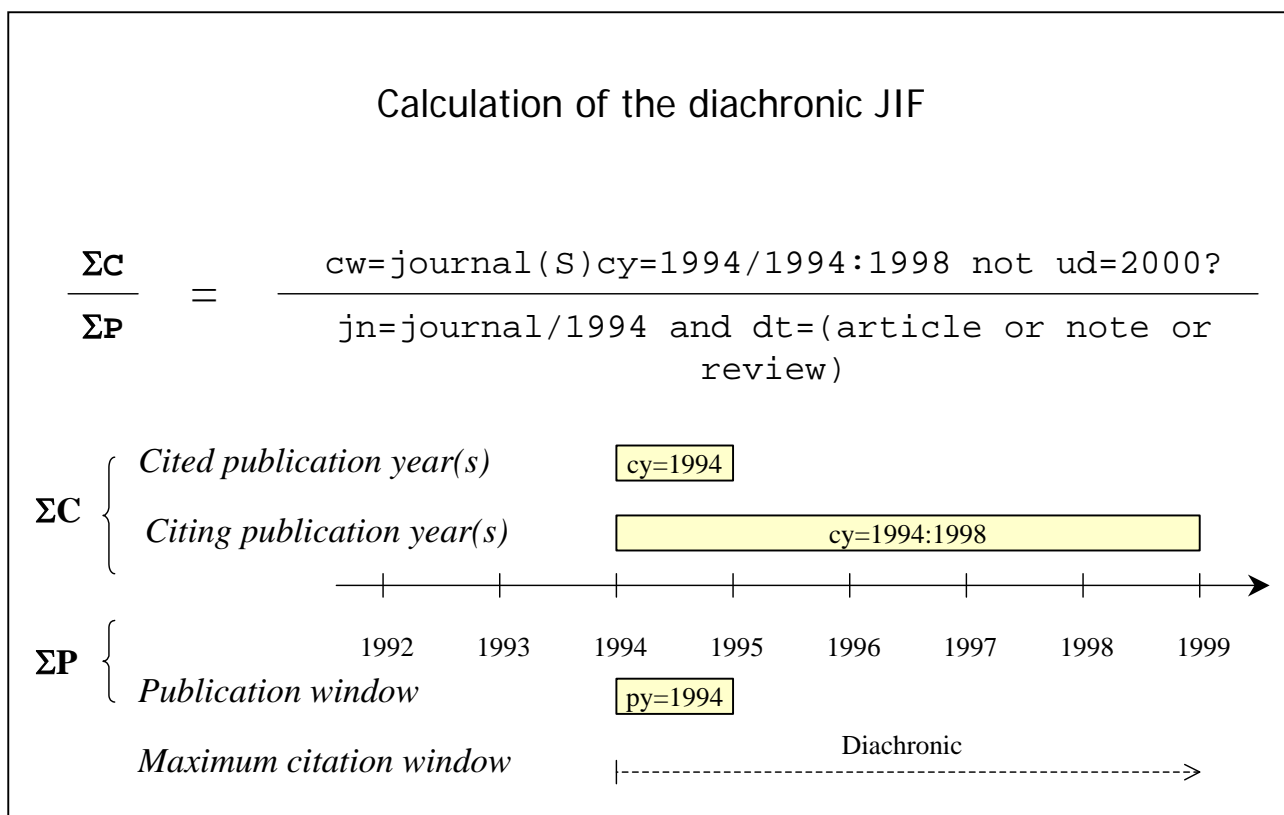 Calculation of the diachronic JIF
ΣC
ΣP
=
cw=journal(S)cy=1994/1994:1998 not ud=2000?
jn=journal/1994 and dt=(article or note or
review)
ΣC
Cited publication year(s)
cy=1994
Citing publication year(s)
cy=1994:1998
1992 1993 1994 1995 1996 1997 1998 1999
ΣP
Publication window
py=1994
Maximum citation window
Diachronic